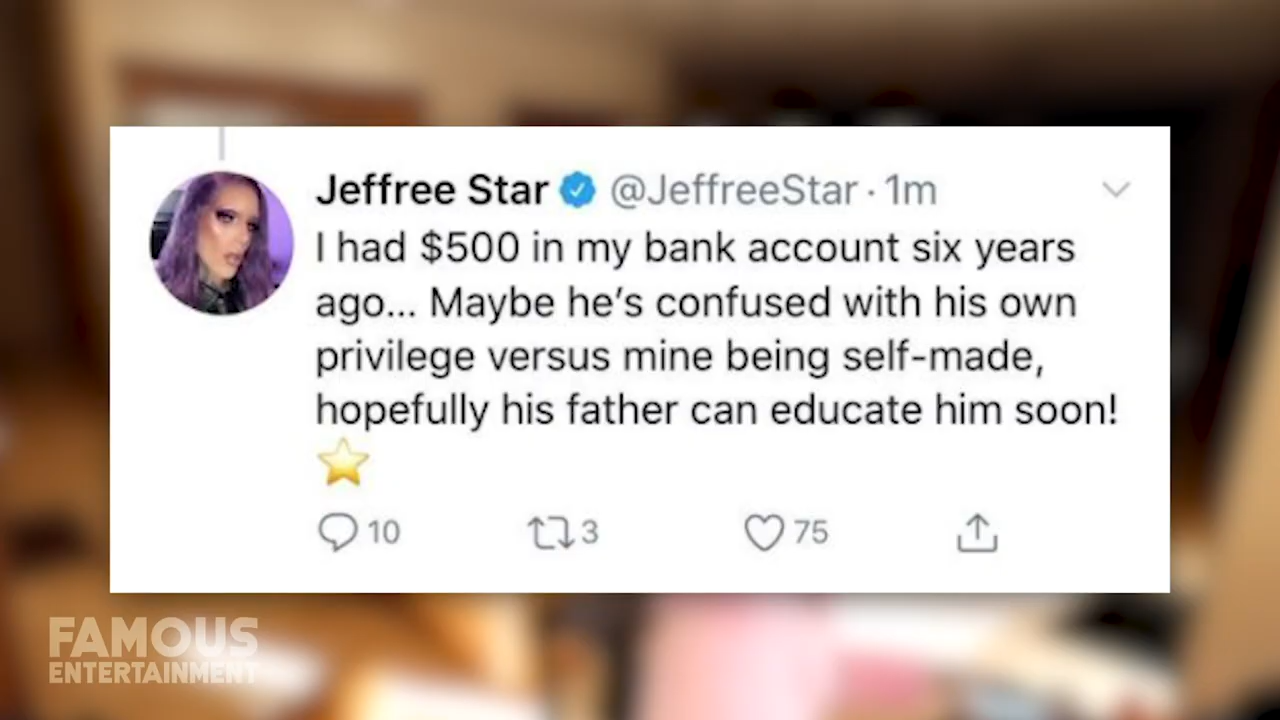 Jeffree Star @JeffreeStar · 1m
I had $500 in my bank account six years
ago... Maybe he's confused with his own
privilege versus mine being self-made,
hopefully his father can educate him soon!
⭐
10 3 75
FAMOUS
ENTERTAINMENT